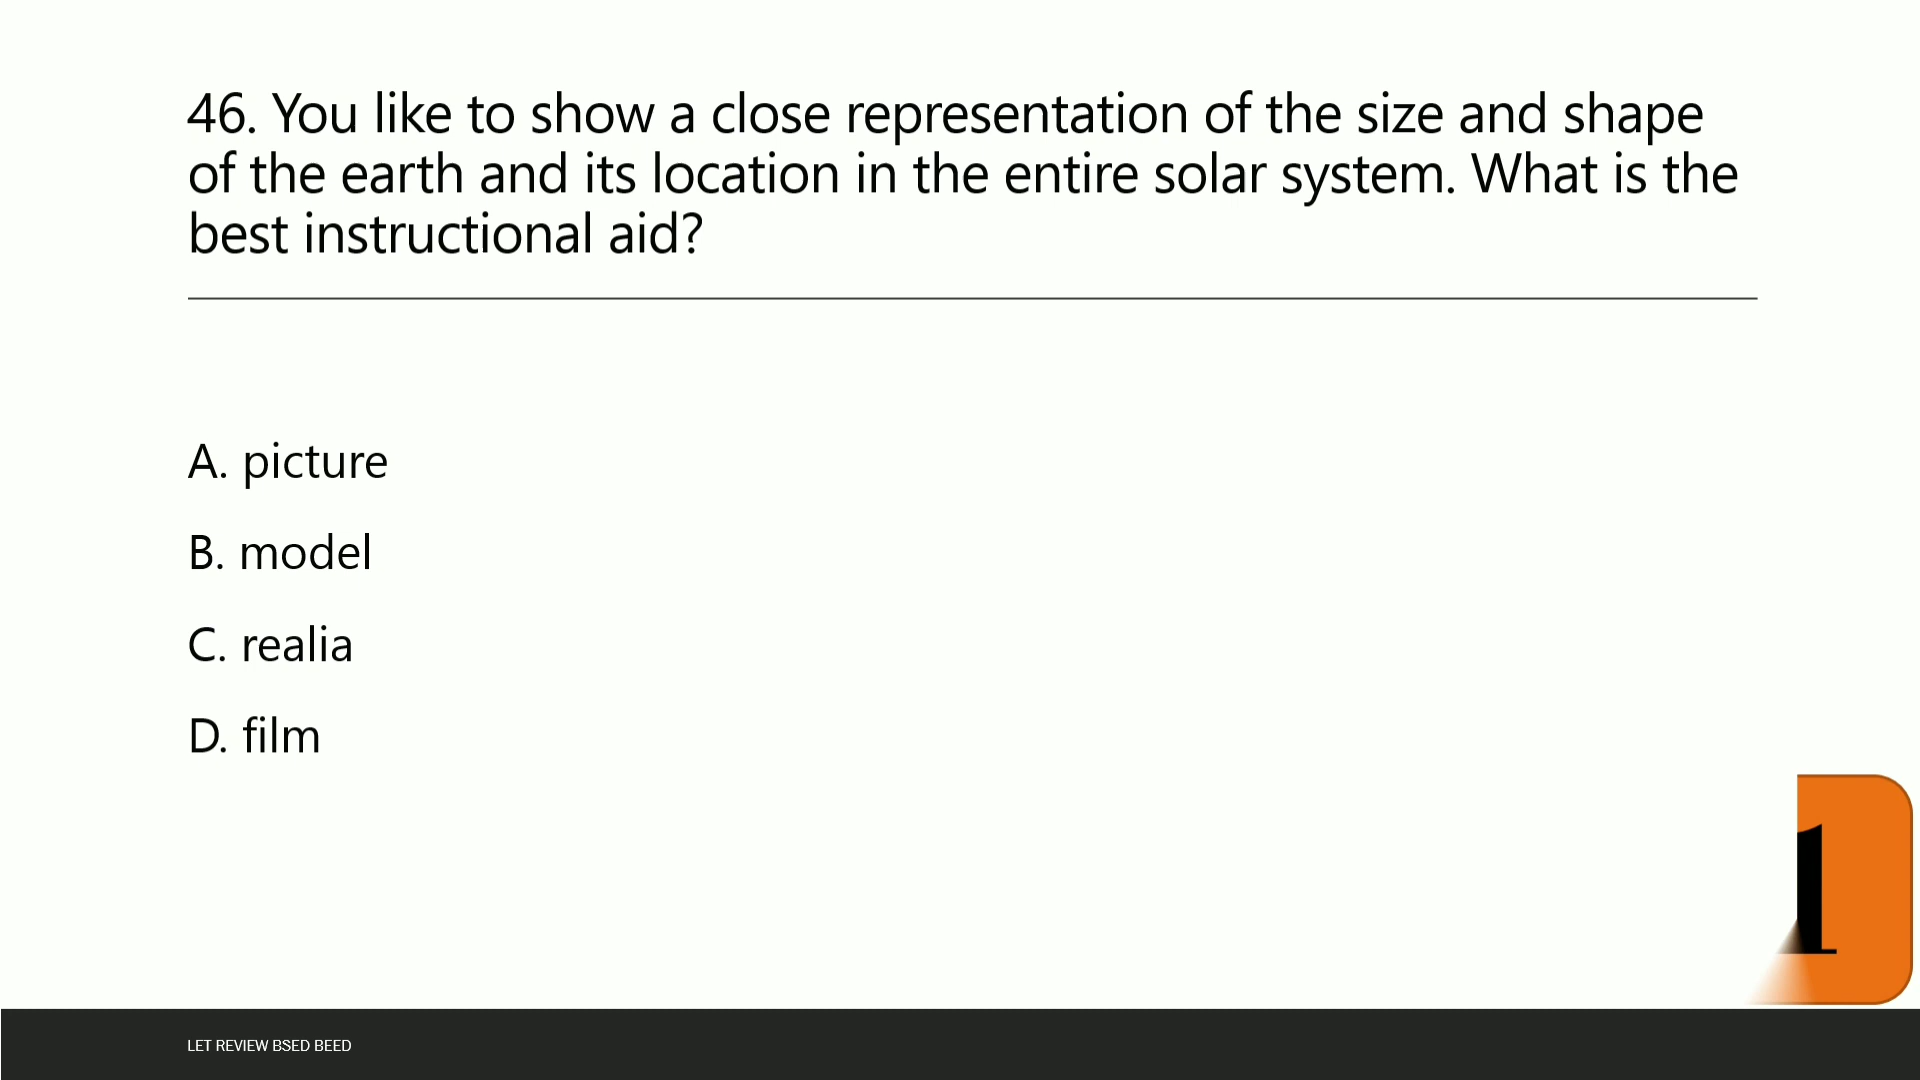 46. You like to show a close representation of the size and shape
of the earth and its location in the entire solar system. What is the
best instructional aid?
A. picture
B. model
C. realia
D. film
1
LET REVIEW BSED BEED